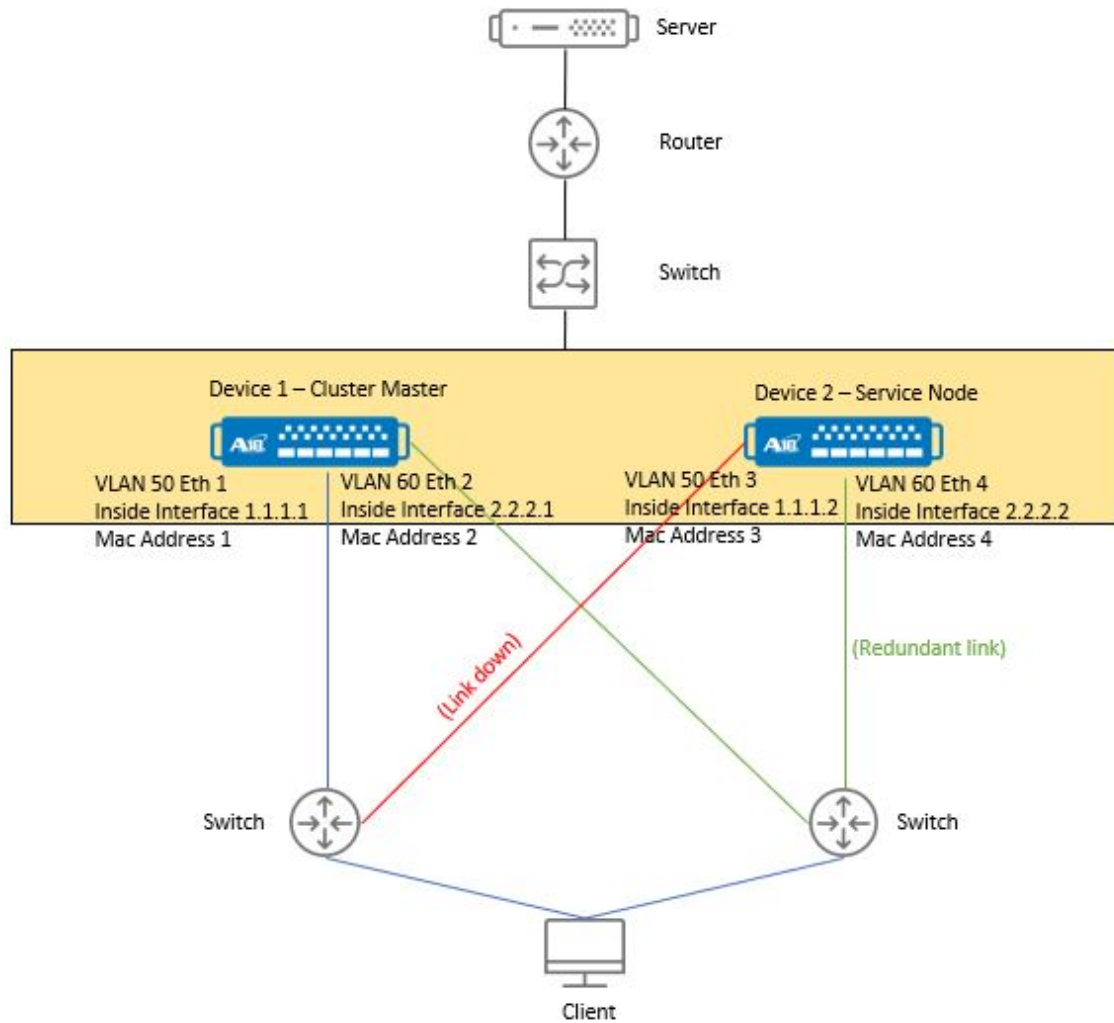 Server
Router
Switch
Device 1 – Cluster Master
Device 2 – Service Node
A10
A10
VLAN 50 Eth 1
Inside Interface 1.1.1.1
Mac Address 1
VLAN 60 Eth 2
Inside Interface 2.2.2.1
Mac Address 2
VLAN 50 Eth 3
Inside Interface 1.1.1.2
Mac Address 3
VLAN 60 Eth 4
Inside Interface 2.2.2.2
Mac Address 4
(Link down)
(Redundant link)
Switch
Switch
Client